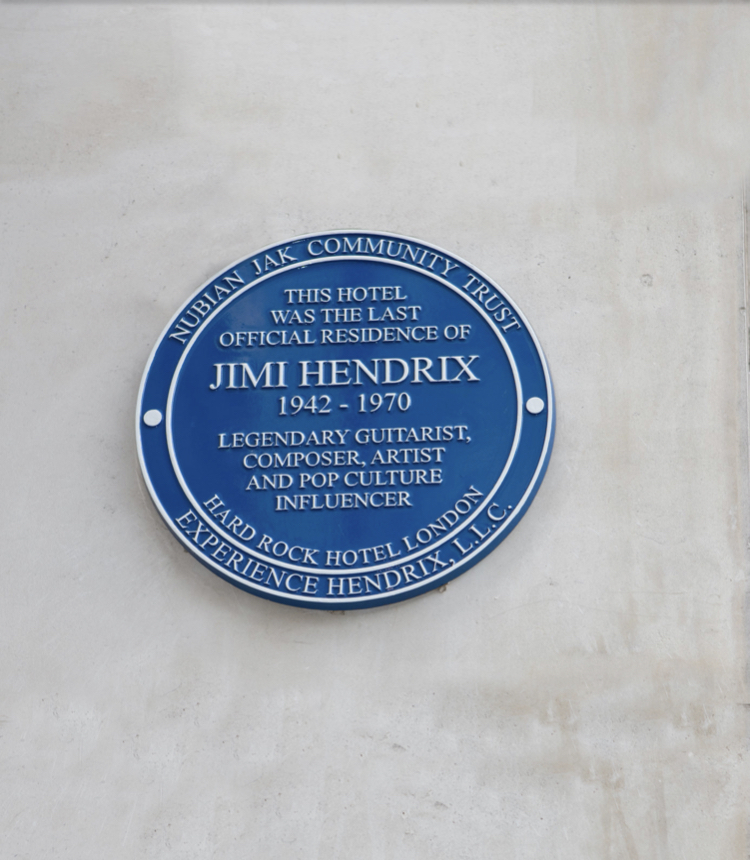 NUBIAN JAK COMMUNITY TRUST
THIS HOTEL
WAS THE LAST
OFFICIAL RESIDENCE OF
JIMI HENDRIX
1942 - 1970
LEGENDARY GUITARIST,
COMPOSER, ARTIST
AND POP CULTURE
INFLUENCER
HARD ROCK HOTEL LONDON
EXPERIENCE HENDRIX, L.L.C.